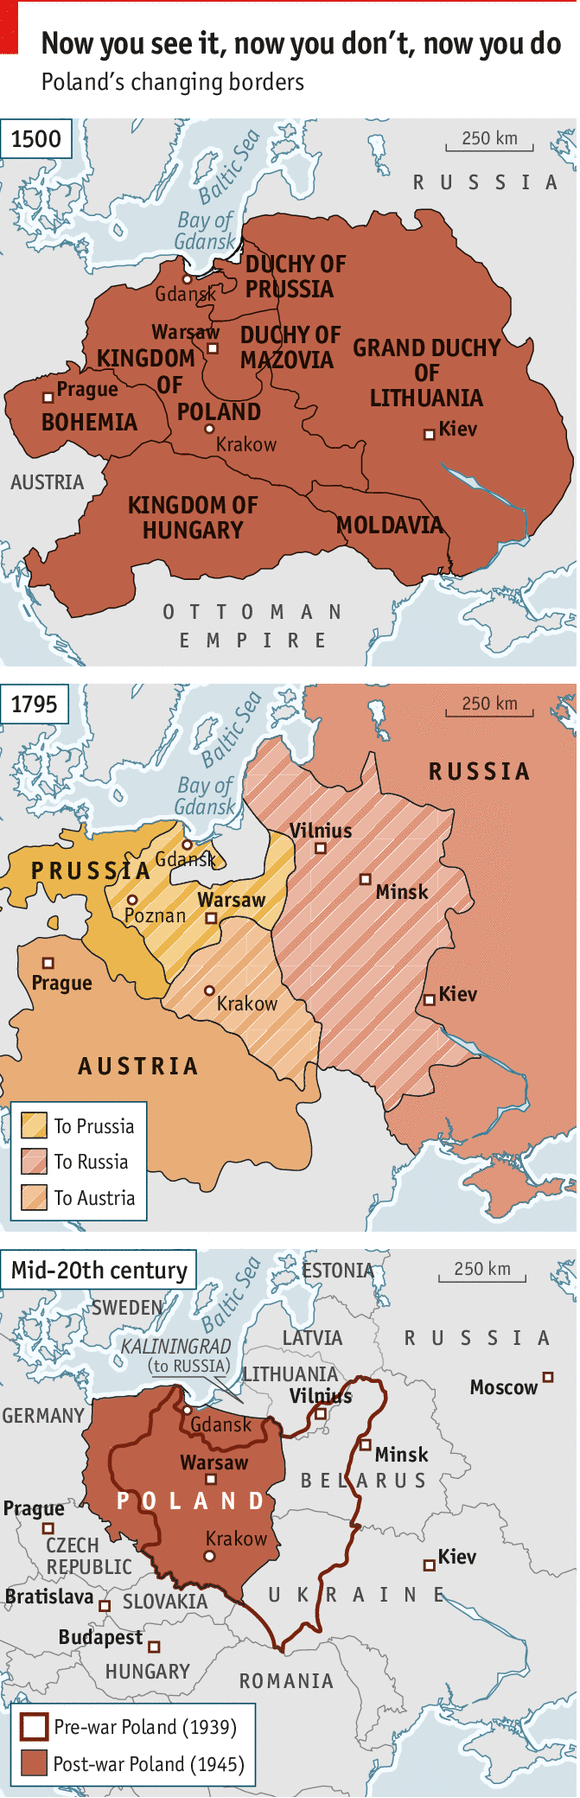 Now you see it, now you don't, now you do
Poland's changing borders
1500
250 km
Baltic Sea
RUSSIA
Bay of
Gdansk
DUCHY OF
PRUSSIA
Gdansk
Warsaw
DUCHY OF
MAZOVIA
KINGDOM
OF
POLAND
GRAND DUCHY
OF
LITHUANIA
Prague
BOHEMIA
Krakow
Kiev
AUSTRIA
KINGDOM OF
HUNGARY
MOLDAVIA
OTTOMAN
EMPIRE
1795
250 km
Baltic Sea
RUSSIA
Bay of
Gdansk
Vilnius
Gdansk
PRUSSIA
Minsk
Warsaw
Poznan
Prague
Krakow
Kiev
AUSTRIA
To Prussia
To Russia
To Austria
Mid-20th century
250 km
ESTONIA
Baltic Sea
SWEDEN
LATVIA
RUSSIA
KALININGRAD
(to RUSSIA)
LITHUANIA
Vilnius
Moscow
GERMANY
Gdansk
Minsk
Warsaw
BELARUS
POLAND
Prague
Krakow
CZECH
REPUBLIC
Kiev
Bratislava
SLOVAKIA
UKRAINE
Budapest
HUNGARY
ROMANIA
Pre-war Poland (1939)
Post-war Poland (1945)